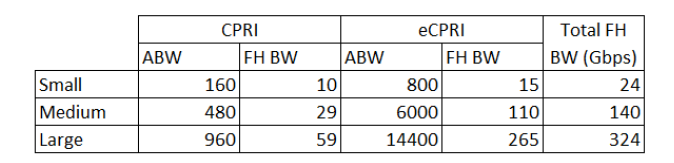 CPRI eCPRI Total FH
ABW FH BW ABW FH BW BW (Gbps)
Small 160 10 800 15 24
Medium 480 29 6000 110 140
Large 960 59 14400 265 324